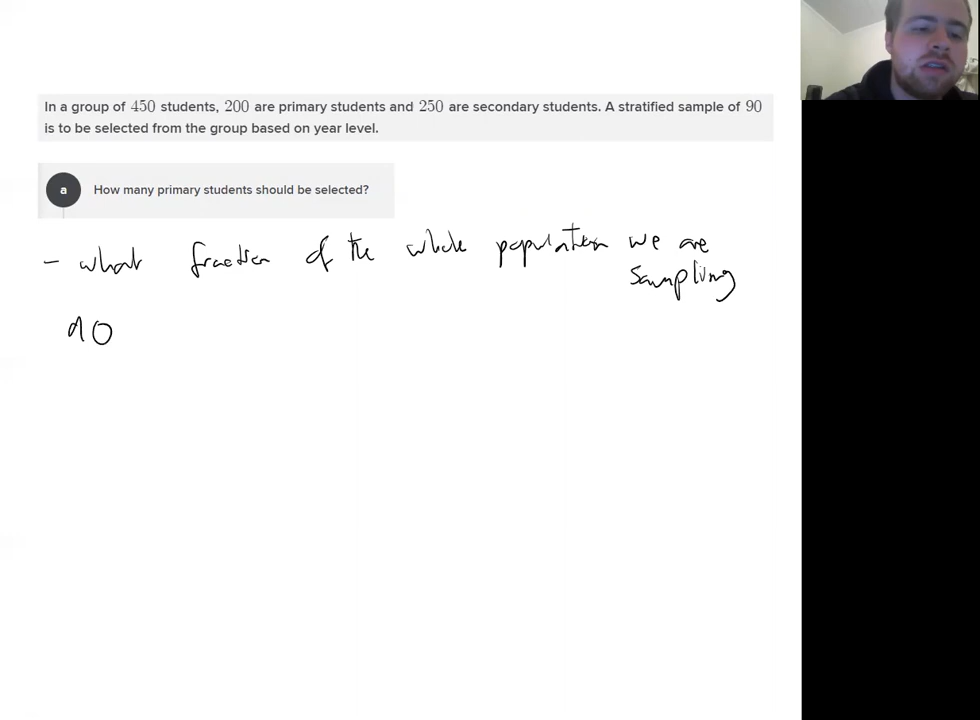 In a group of 450 students, 200 are primary students and 250 are secondary students. A stratified sample of 90
is to be selected from the group based on year level.
a How many primary students should be selected?
- what fraction of the whole population we are
sampling
90